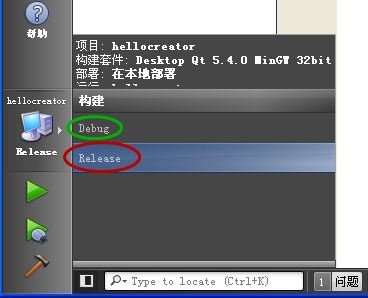 帮助
项目: hellocreator
构建套件: Desktop Qt 5.4.0 MinGW 32bit
部署: 在本地部署
hellocreator
构建
Debug
Release
Release
Type to locate (Ctrl+K)
1 问题